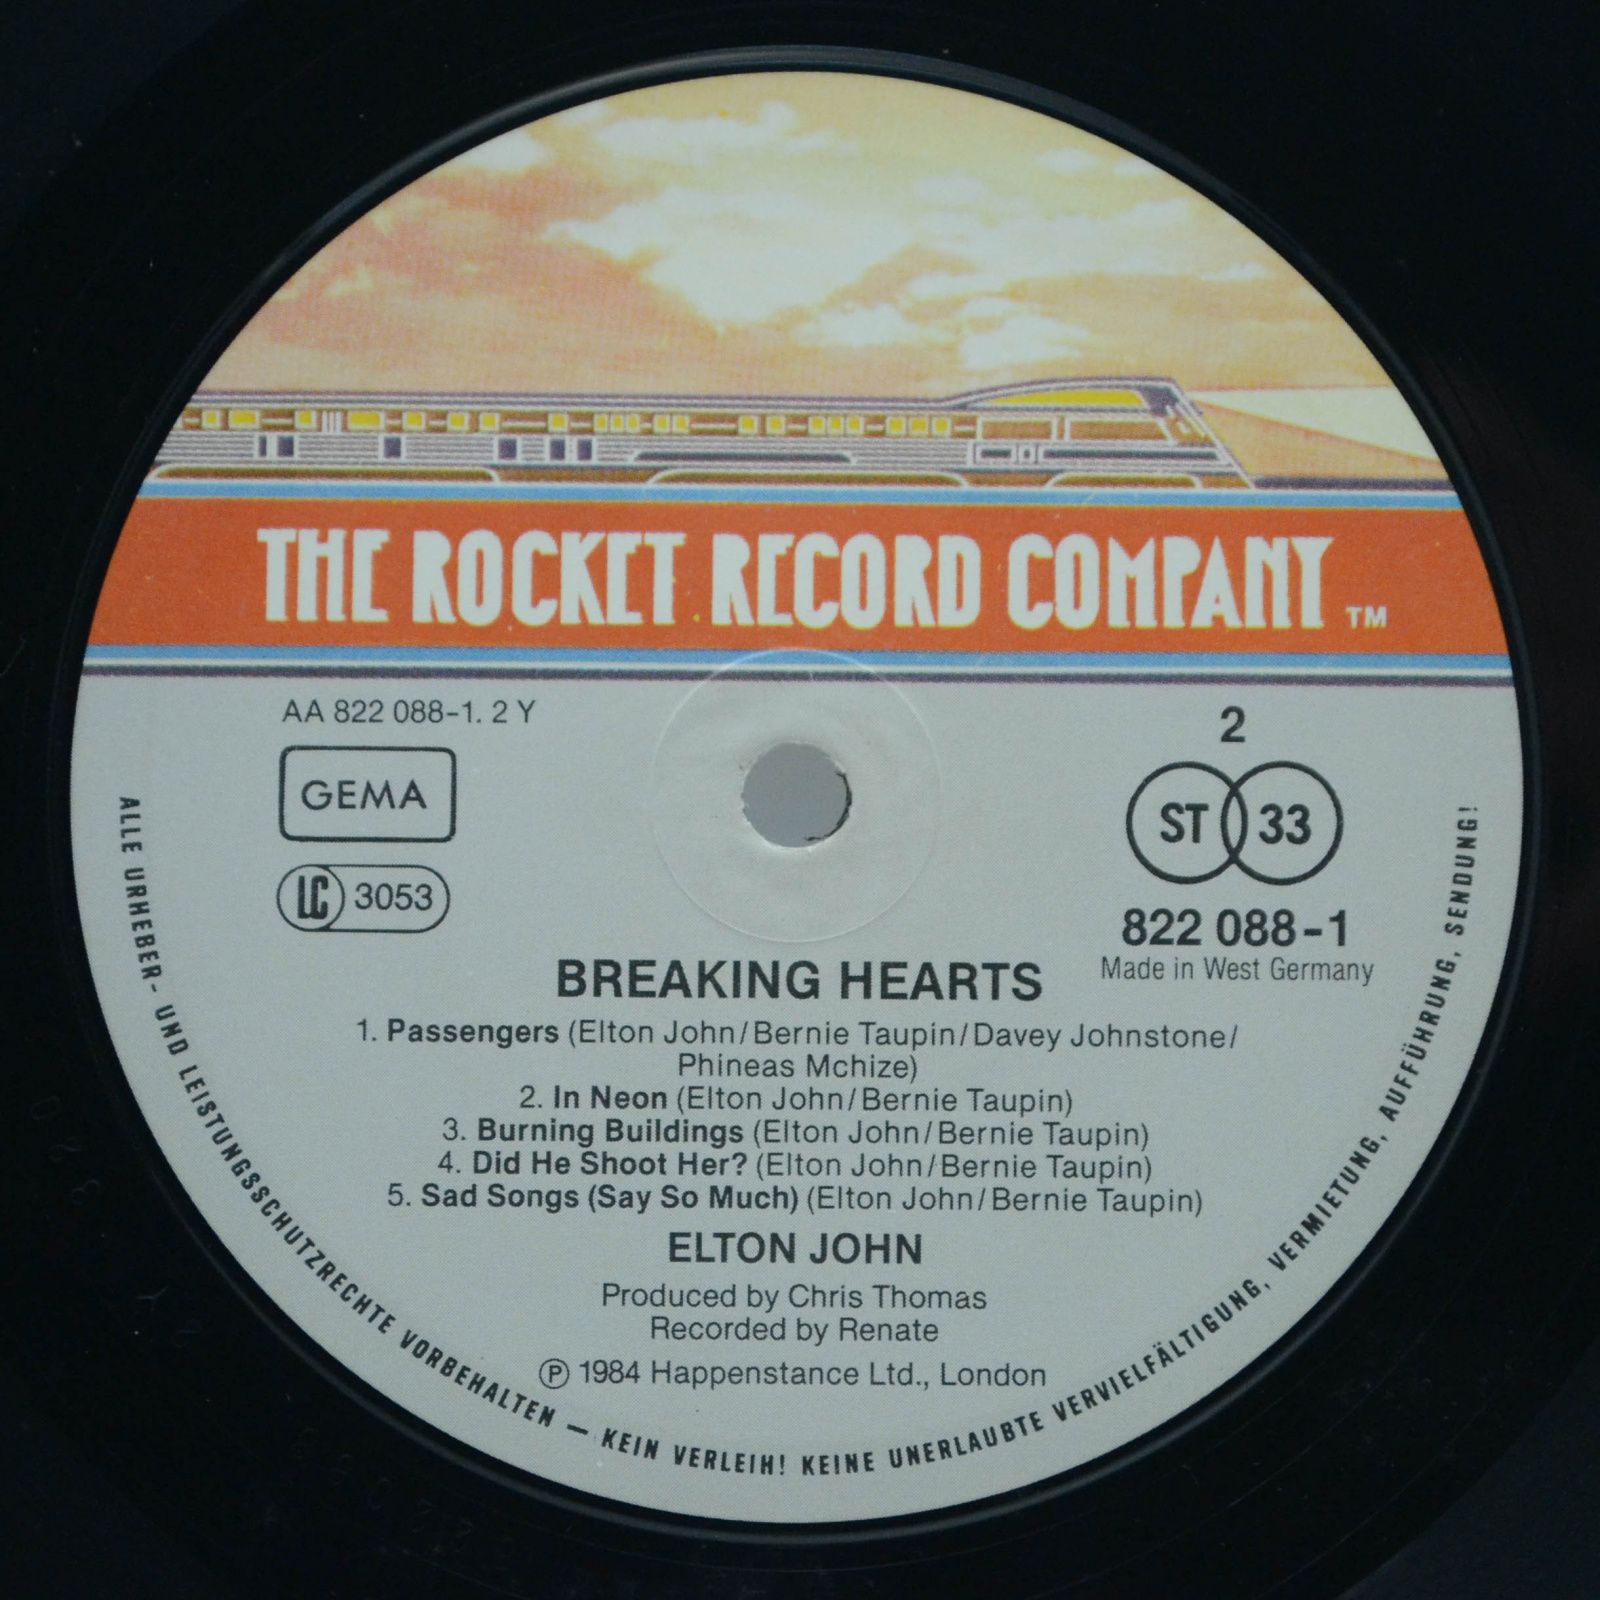 THE ROCKET RECORD COMPANY TM
AA 822 088-1. 2 Y
2
GEMA
ST 33
LC 3053
822 088-1
Made in West Germany
BREAKING HEARTS
1. Passengers (Elton John/Bernie Taupin/Davey Johnstone/
Phineas Mchize)
2. In Neon (Elton John/Bernie Taupin)
3. Burning Buildings (Elton John/Bernie Taupin)
4. Did He Shoot Her? (Elton John/Bernie Taupin)
5. Sad Songs (Say So Much) (Elton John/Bernie Taupin)
ELTON JOHN
Produced by Chris Thomas
Recorded by Renate
Ⓟ 1984 Happenstance Ltd., London
ALLE URHEBER- UND LEISTUNGSSCHUTZRECHTE VORBEHALTEN — KEIN VERLEIH! KEINE UNERLAUBTE VERVIELFÄLTIGUNG, VERMIETUNG, AUFFÜHRUNG, SENDUNG!